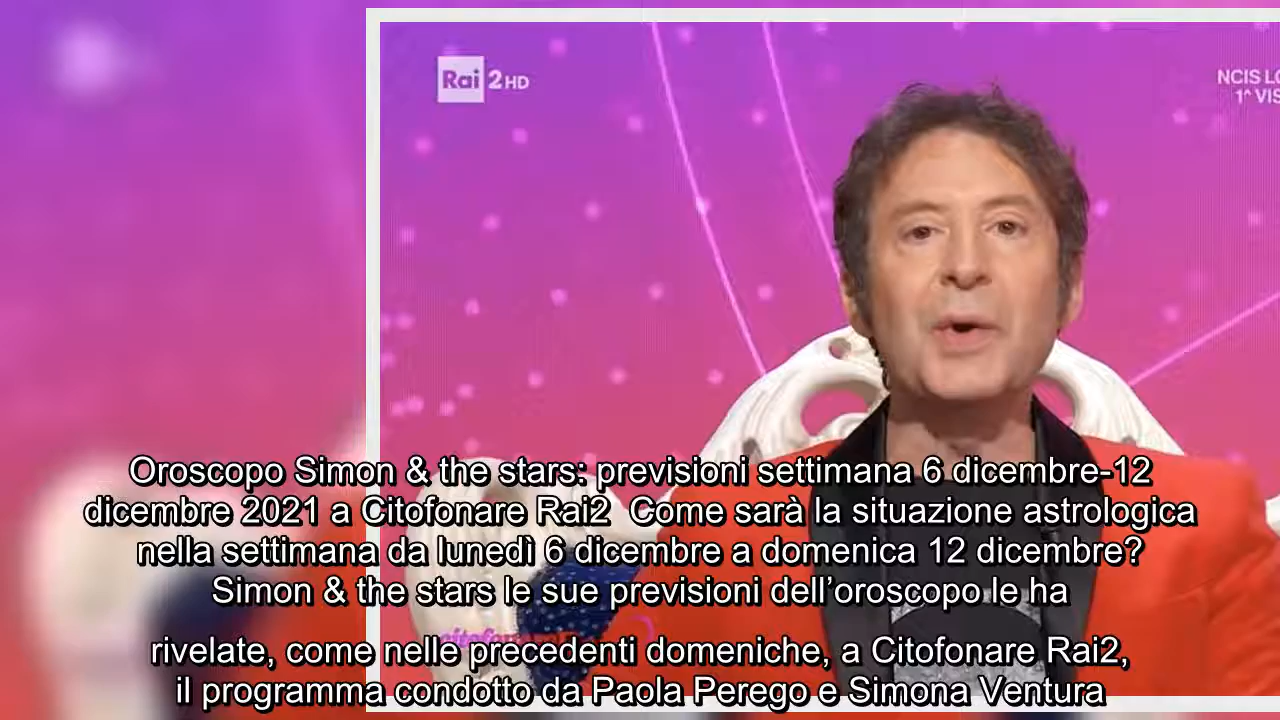 Rai 2 HD
NCIS LO
1^ VIS
Oroscopo Simon & the stars: previsioni settimana 6 dicembre-12
dicembre 2021 a Citofonare Rai2  Come sarà la situazione astrologica
nella settimana da lunedì 6 dicembre a domenica 12 dicembre?
Simon & the stars le sue previsioni dell’oroscopo le ha
rivelate, come nelle precedenti domeniche, a Citofonare Rai2,
il programma condotto da Paola Perego e Simona Ventura